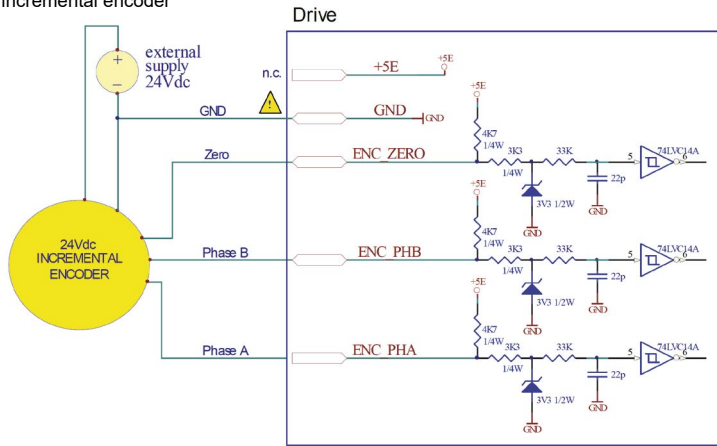 incremental encoder
Drive
external
supply
24Vdc
+
−
n.c.
+5E
+5E
GND
GND
GND
Zero
ENC_ZERO
+5E
4K7
1/4W
3K3
1/4W
33K
3V3 1/2W
GND
22p
GND
5
74LVC14A
6
24Vdc
INCREMENTAL
ENCODER
Phase B
ENC_PHB
+5E
4K7
1/4W
3K3
1/4W
33K
3V3 1/2W
GND
22p
GND
5
74LVC14A
6
Phase A
ENC_PHA
+5E
4K7
1/4W
3K3
1/4W
33K
3V3 1/2W
GND
22p
GND
5
74LVC14A
6